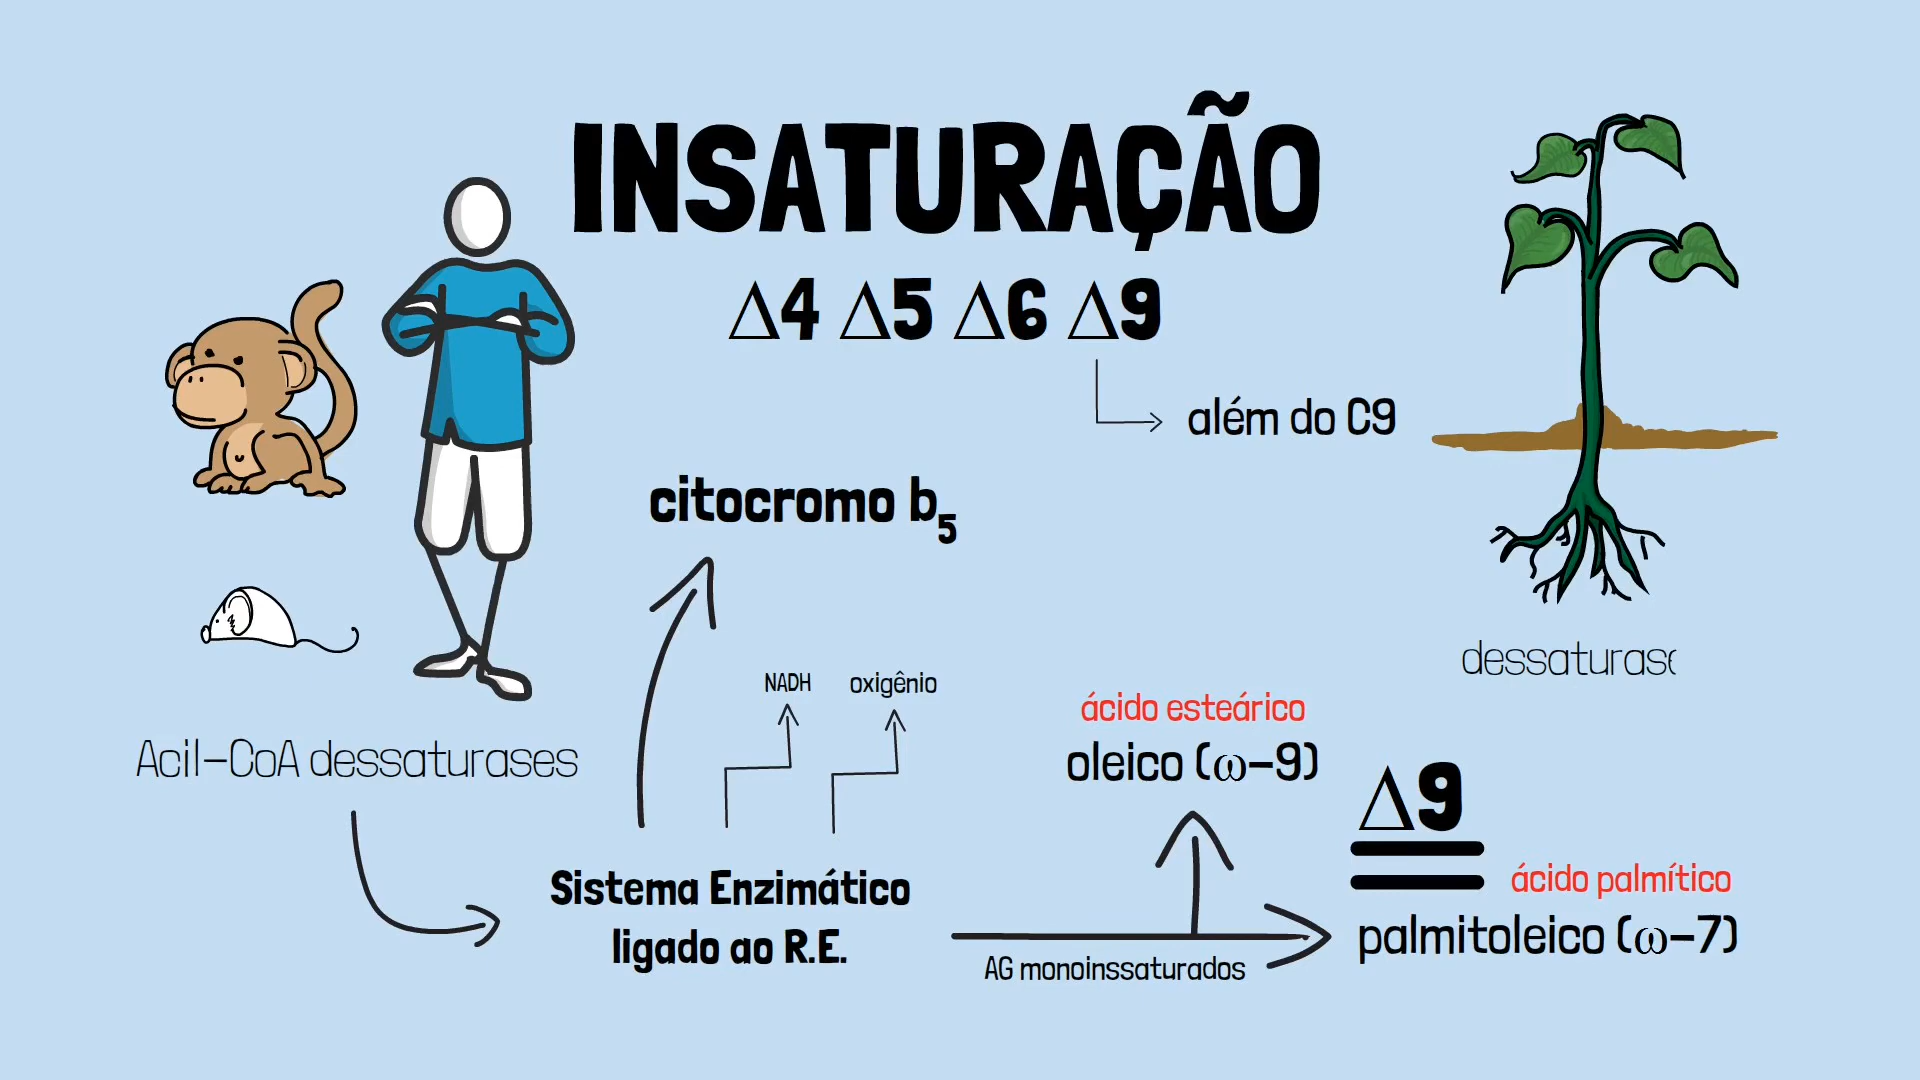 INSATURAÇÃO
Δ4 Δ5 Δ6 Δ9
além do C9
citocromo b5
NADH
oxigênio
dessaturas
Acil-CoA dessaturases
Sistema Enzimático
ligado ao R.E.
AG monoinssaturados
ácido esteárico
oleico (ω-9)
Δ9
ácido palmítico
palmitoleico (ω-7)